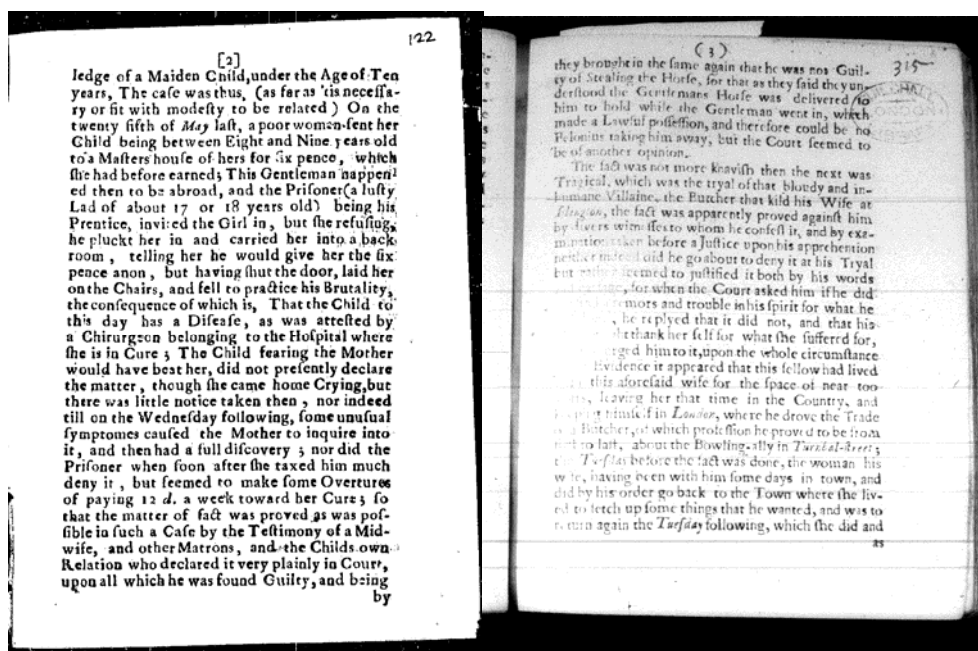 122
[2]
ledge of a Maiden Child, under the Age of Ten
years, The caſe was thus, (as far as 'tis neceſſa-
ry or fit with modeſty to be related) On the
twenty fifth of May laſt, a poor woman ſent her
Child being between Eight and Nine years old
to a Maſters houſe of hers for ſix pence, which
ſhe had before earned; This Gentleman happen
ed then to be abroad, and the Priſoner (a luſty
Lad of about 17 or 18 years old) being his
Prentice, invited the Girl in, but ſhe refuſing,
he pluckt her in and carried her into a back
room, telling her he would give her the ſix
pence anon, but having ſhut the door, laid her
on the Chairs, and fell to practice his Brutality,
the conſequence of which is, That the Child to
this day has a Diſeaſe, as was atteſted by
a Chirurgeon belonging to the Hoſpital where
ſhe is in Cure; The Child fearing the Mother
would have beat her, did not preſently declare
the matter, though ſhe came home Crying, but
there was little notice taken then, nor indeed
till on the Wedneſday following, ſome unuſual
ſymptomes cauſed the Mother to inquire into
it, and then had a full diſcovery; nor did the
Priſoner when ſoon after ſhe taxed him much
deny it, but ſeemed to make ſome Overtures
of paying 12 d. a week toward her Cure; ſo
that the matter of fact was proved as was poſ-
ſible in ſuch a Caſe by the Teſtimony of a Mid-
wife, and other Matrons, and the Childs own
Relation who declared it very plainly in Court,
upon all which he was found Guilty, and being
by
(3)
315
they brought in the ſame again that he was not Guil-
ty of Stealing the Horſe, for that as they ſaid they un-
derſtood the Gentlemans Horſe was delivered to
him to hold while the Gentleman went in, which
made a Lawful poſſeſſion, and therefore could be no
Felonius taking him away, but the Court ſeemed to
be of another opinion.
The fact was not more knaviſh then the next was
Tragical, which was the tryal of that bloudy and in-
humane Villaine, the Butcher that kild his Wife at
Iſlington, the fact was apparently proved againſt him
by divers witneſſes to whom he confeſt it, and by exa-
mination taken before a Juſtice upon his apprehention
neither indeed did he go about to deny it at his Tryal
but rather ſeemed to juſtified it both by his words
, for when the Court asked him if he did
remors and trouble in his ſpirit for what he
, he replyed that it did not, and that his
thank her ſelf for what ſhe ſufferd for,
urged him to it, upon the whole circumſtance
Evidence it appeared that this fellow had lived
this aforeſaid wife for the ſpace of near too
, leaving her that time in the Country, and
keeping himſelf in London, where he drove the Trade
a Butcher, of which profeſſion he proved to be from
to laſt, about the Bowling-ally in Turnbal-ſtreet;
Tueſday before the fact was done, the woman his
wife, having been with him ſome days in town, and
did by his order go back to the Town where ſhe liv-
ed to fetch up ſome things that he wanted, and was to
return again the Tueſday following, which ſhe did and
as